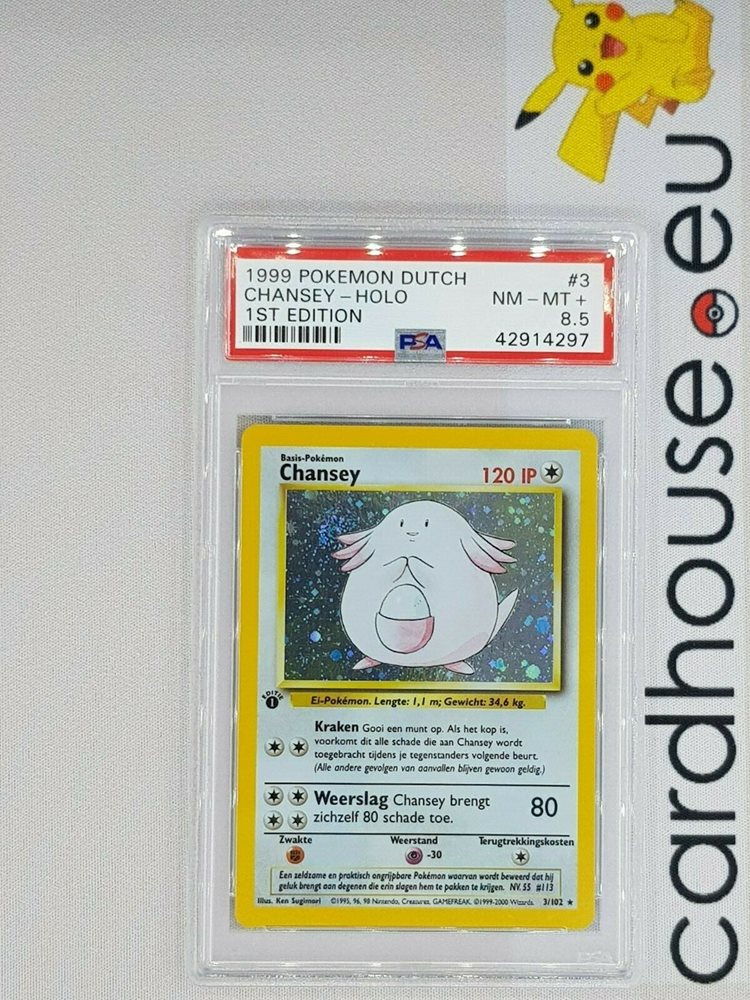 1999 POKEMON DUTCH #3
CHANSEY - HOLO NM - MT +
1ST EDITION 8.5
PSA 42914297
Basis-Pokémon
Chansey 120 IP
EDITIE
1
Ei-Pokémon. Lengte: 1,1 m; Gewicht: 34,6 kg.
Kraken Gooi een munt op. Als het kop is,
voorkomt dit alle schade die aan Chansey wordt
toegebracht tijdens je tegenstanders volgende beurt.
(Alle andere gevolgen van aanvallen blijven gewoon geldig.)
Weerslag Chansey brengt 80
zichzelf 80 schade toe.
Zwakte Weerstand Terugtrekkingskosten
-30
Een zeldzame en praktisch ongrijpbare Pokémon waarvan wordt beweerd dat hij
geluk brengt aan degenen die erin slagen hem te pakken te krijgen. NV. 55 #113
Illus. Ken Sugimori ©1995, 96, 98 Nintendo, Creatures, GAMEFREAK. ©1999-2000 Wizards. 3/102 ★
cardhouse.eu